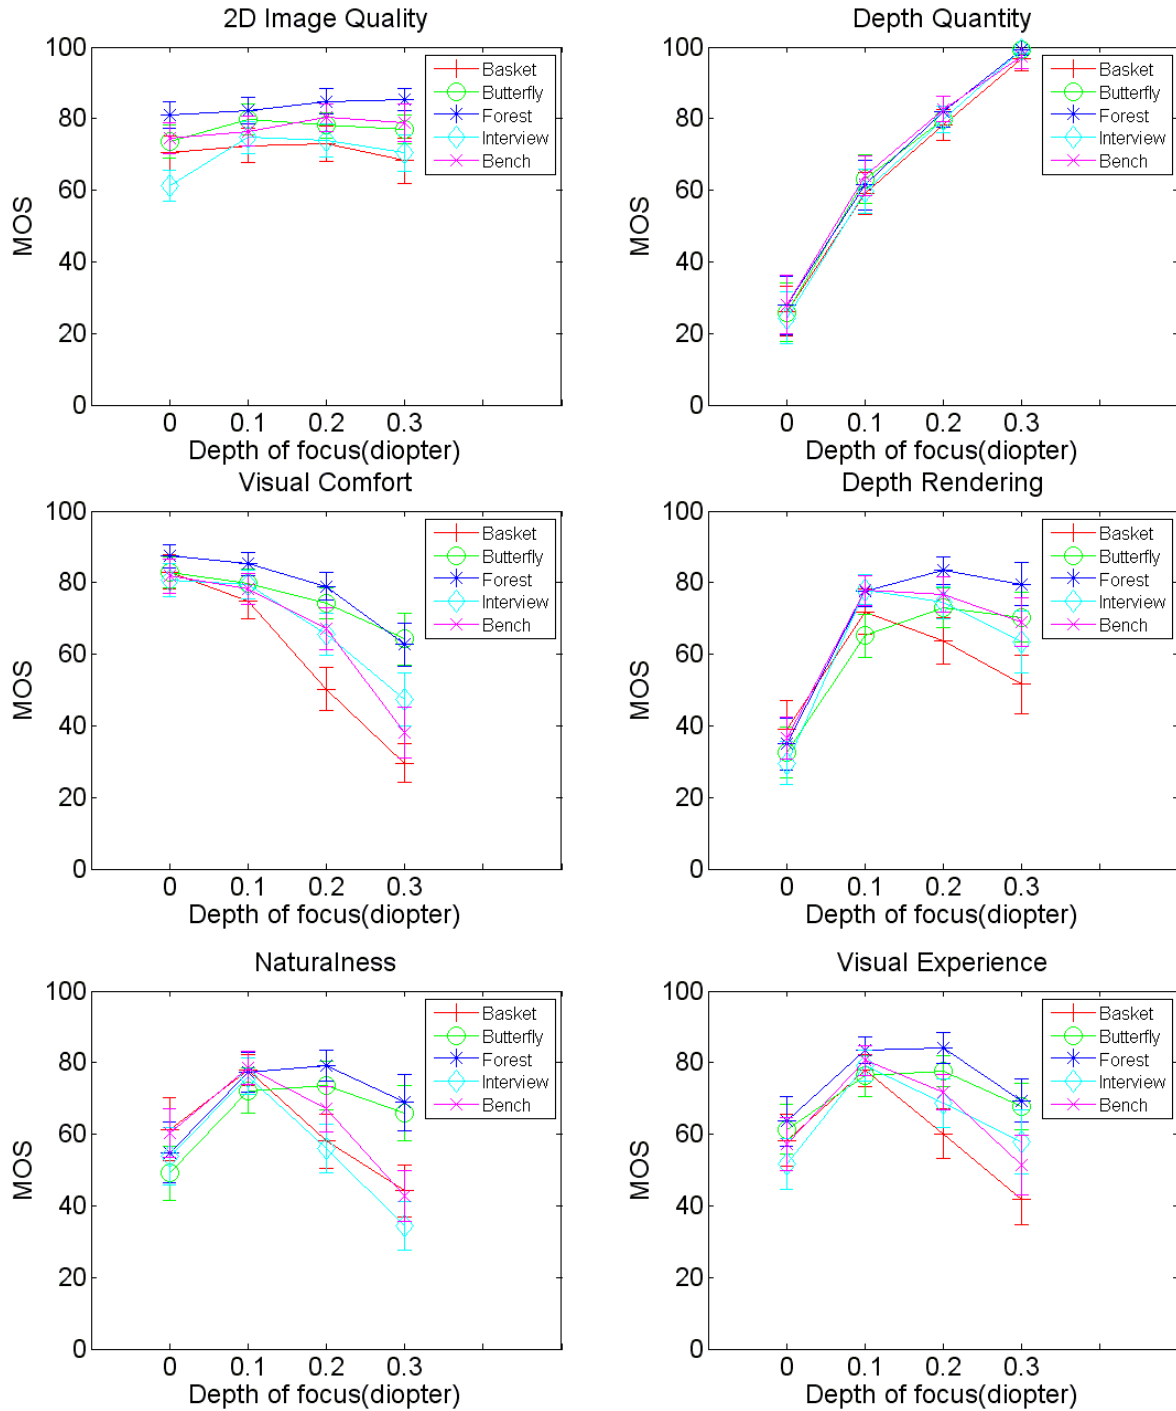 2D Image Quality
100
80
60
40
20
0
MOS
0 0.1 0.2 0.3
Depth of focus(diopter)
Basket
Butterfly
Forest
Interview
Bench
Depth Quantity
100
80
60
40
20
0
MOS
0 0.1 0.2 0.3
Depth of focus(diopter)
Basket
Butterfly
Forest
Interview
Bench
Visual Comfort
100
80
60
40
20
0
MOS
0 0.1 0.2 0.3
Depth of focus(diopter)
Basket
Butterfly
Forest
Interview
Bench
Depth Rendering
100
80
60
40
20
0
MOS
0 0.1 0.2 0.3
Depth of focus(diopter)
Basket
Butterfly
Forest
Interview
Bench
Naturalness
100
80
60
40
20
0
MOS
0 0.1 0.2 0.3
Depth of focus(diopter)
Basket
Butterfly
Forest
Interview
Bench
Visual Experience
100
80
60
40
20
0
MOS
0 0.1 0.2 0.3
Depth of focus(diopter)
Basket
Butterfly
Forest
Interview
Bench